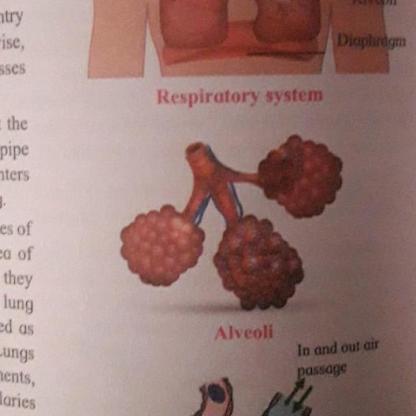 ntry
rise,
sses
Diaphragm
Respiratory system
the
pipe
nters
es of
ea of
they
lung
ed as
Lungs
nents,
laries
Alveoli
In and out air
passage